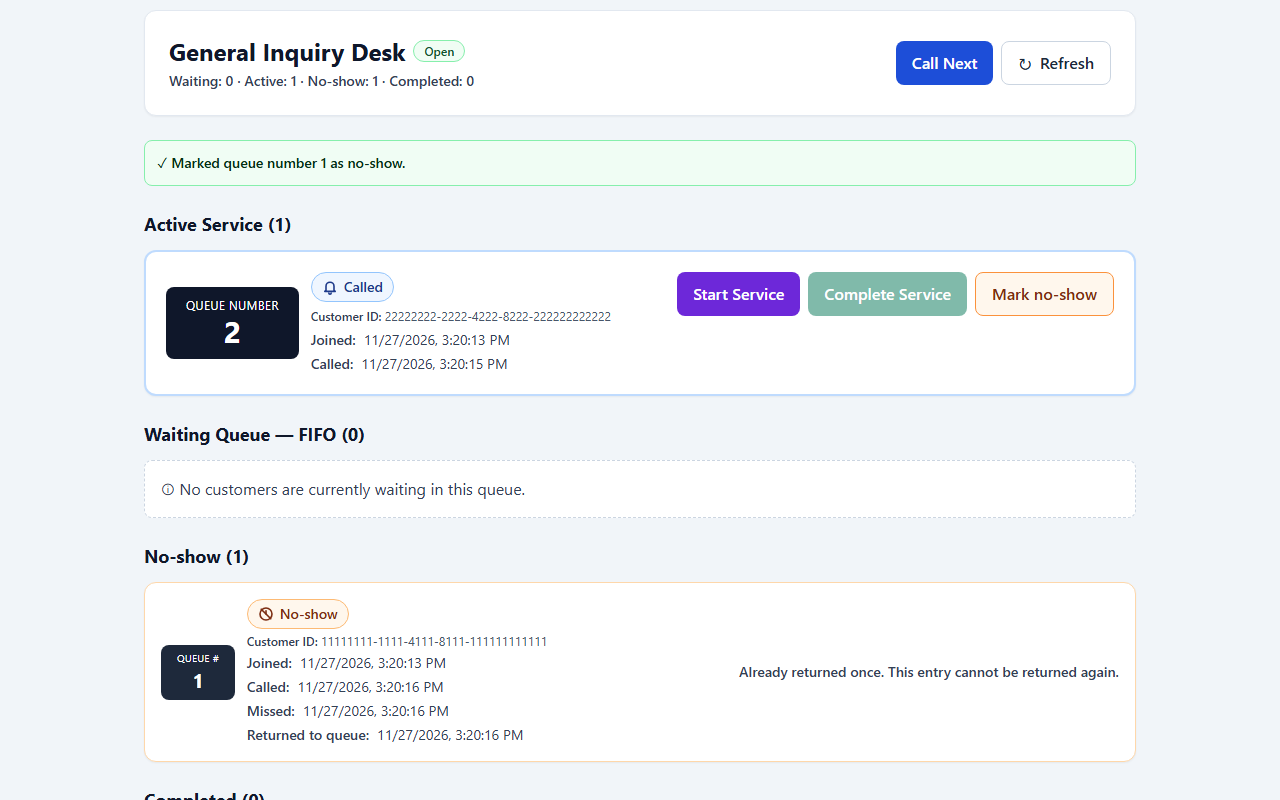 General Inquiry Desk Open
Waiting: 0 · Active: 1 · No-show: 1 · Completed: 0
Call Next
↻ Refresh
✓ Marked queue number 1 as no-show.
Active Service (1)
QUEUE NUMBER
2
Called
Customer ID: 22222222-2222-4222-8222-222222222222
Joined: 11/27/2026, 3:20:13 PM
Called: 11/27/2026, 3:20:15 PM
Start Service
Complete Service
Mark no-show
Waiting Queue — FIFO (0)
ⓘ No customers are currently waiting in this queue.
No-show (1)
QUEUE #
1
No-show
Customer ID: 11111111-1111-4111-8111-111111111111
Joined: 11/27/2026, 3:20:13 PM
Called: 11/27/2026, 3:20:16 PM
Missed: 11/27/2026, 3:20:16 PM
Returned to queue: 11/27/2026, 3:20:16 PM
Already returned once. This entry cannot be returned again.
Completed (0)